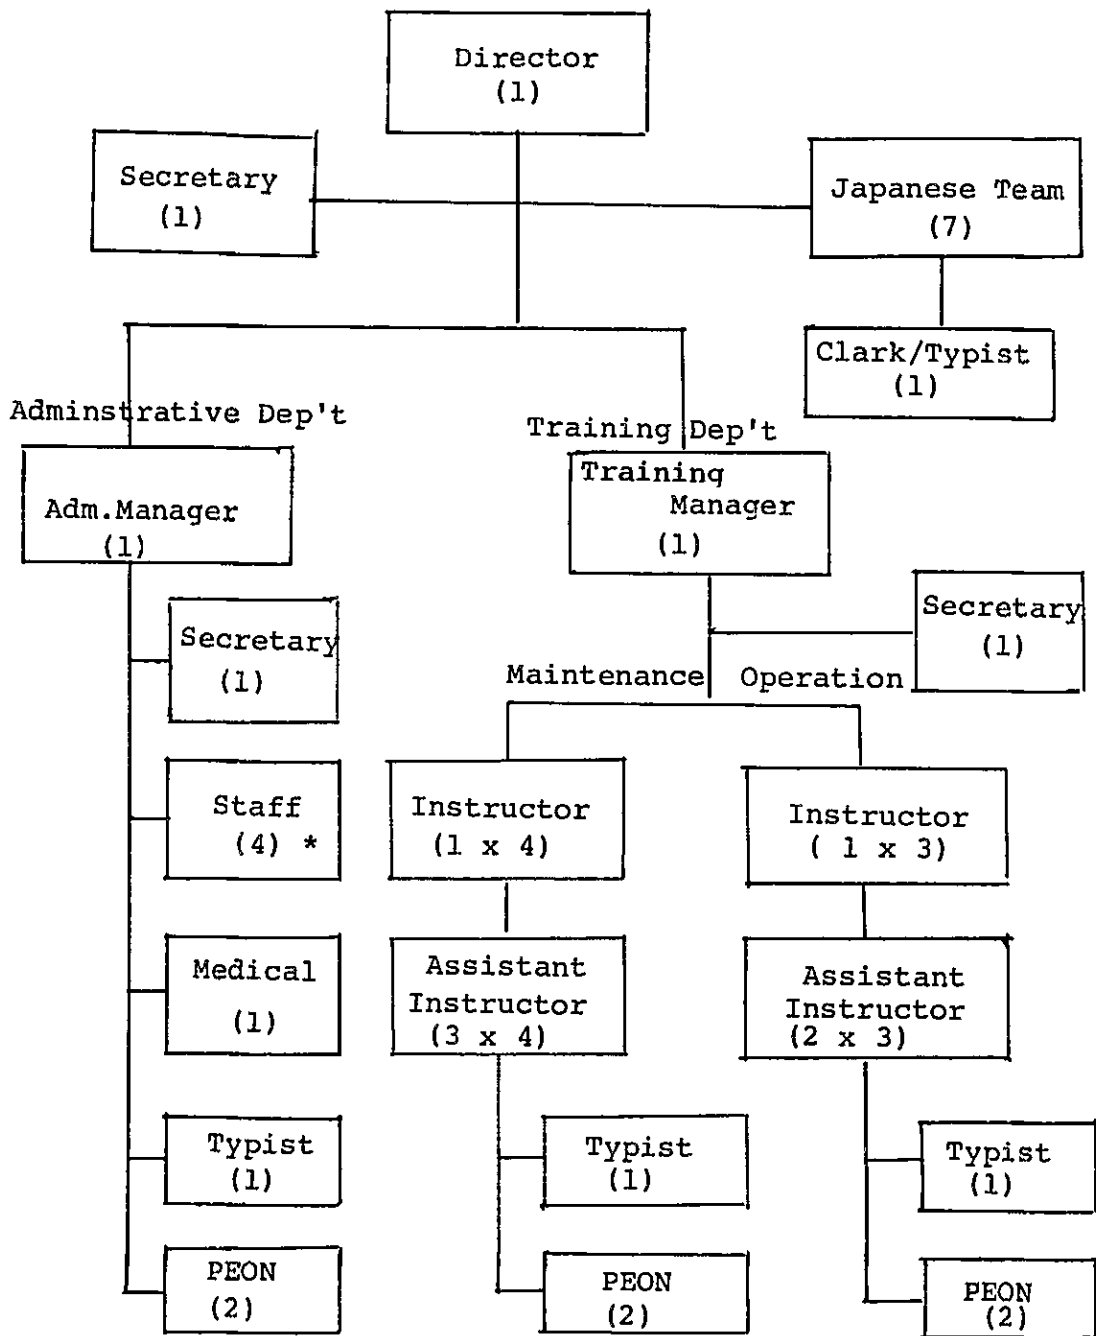 Director
(1)
Secretary
(1)
Japanese Team
(7)
Clark/Typist
(1)
Adminstrative Dep't
Training Dep't
Adm.Manager
(1)
Training
Manager
(1)
Secretary
(1)
Secretary
(1)
Maintenance Operation
Staff
(4) *
Instructor
(1 x 4)
Instructor
( 1 x 3)
Medical
(1)
Assistant
Instructor
(3 x 4)
Assistant
Instructor
(2 x 3)
Typist
(1)
Typist
(1)
Typist
(1)
PEON
(2)
PEON
(2)
PEON
(2)